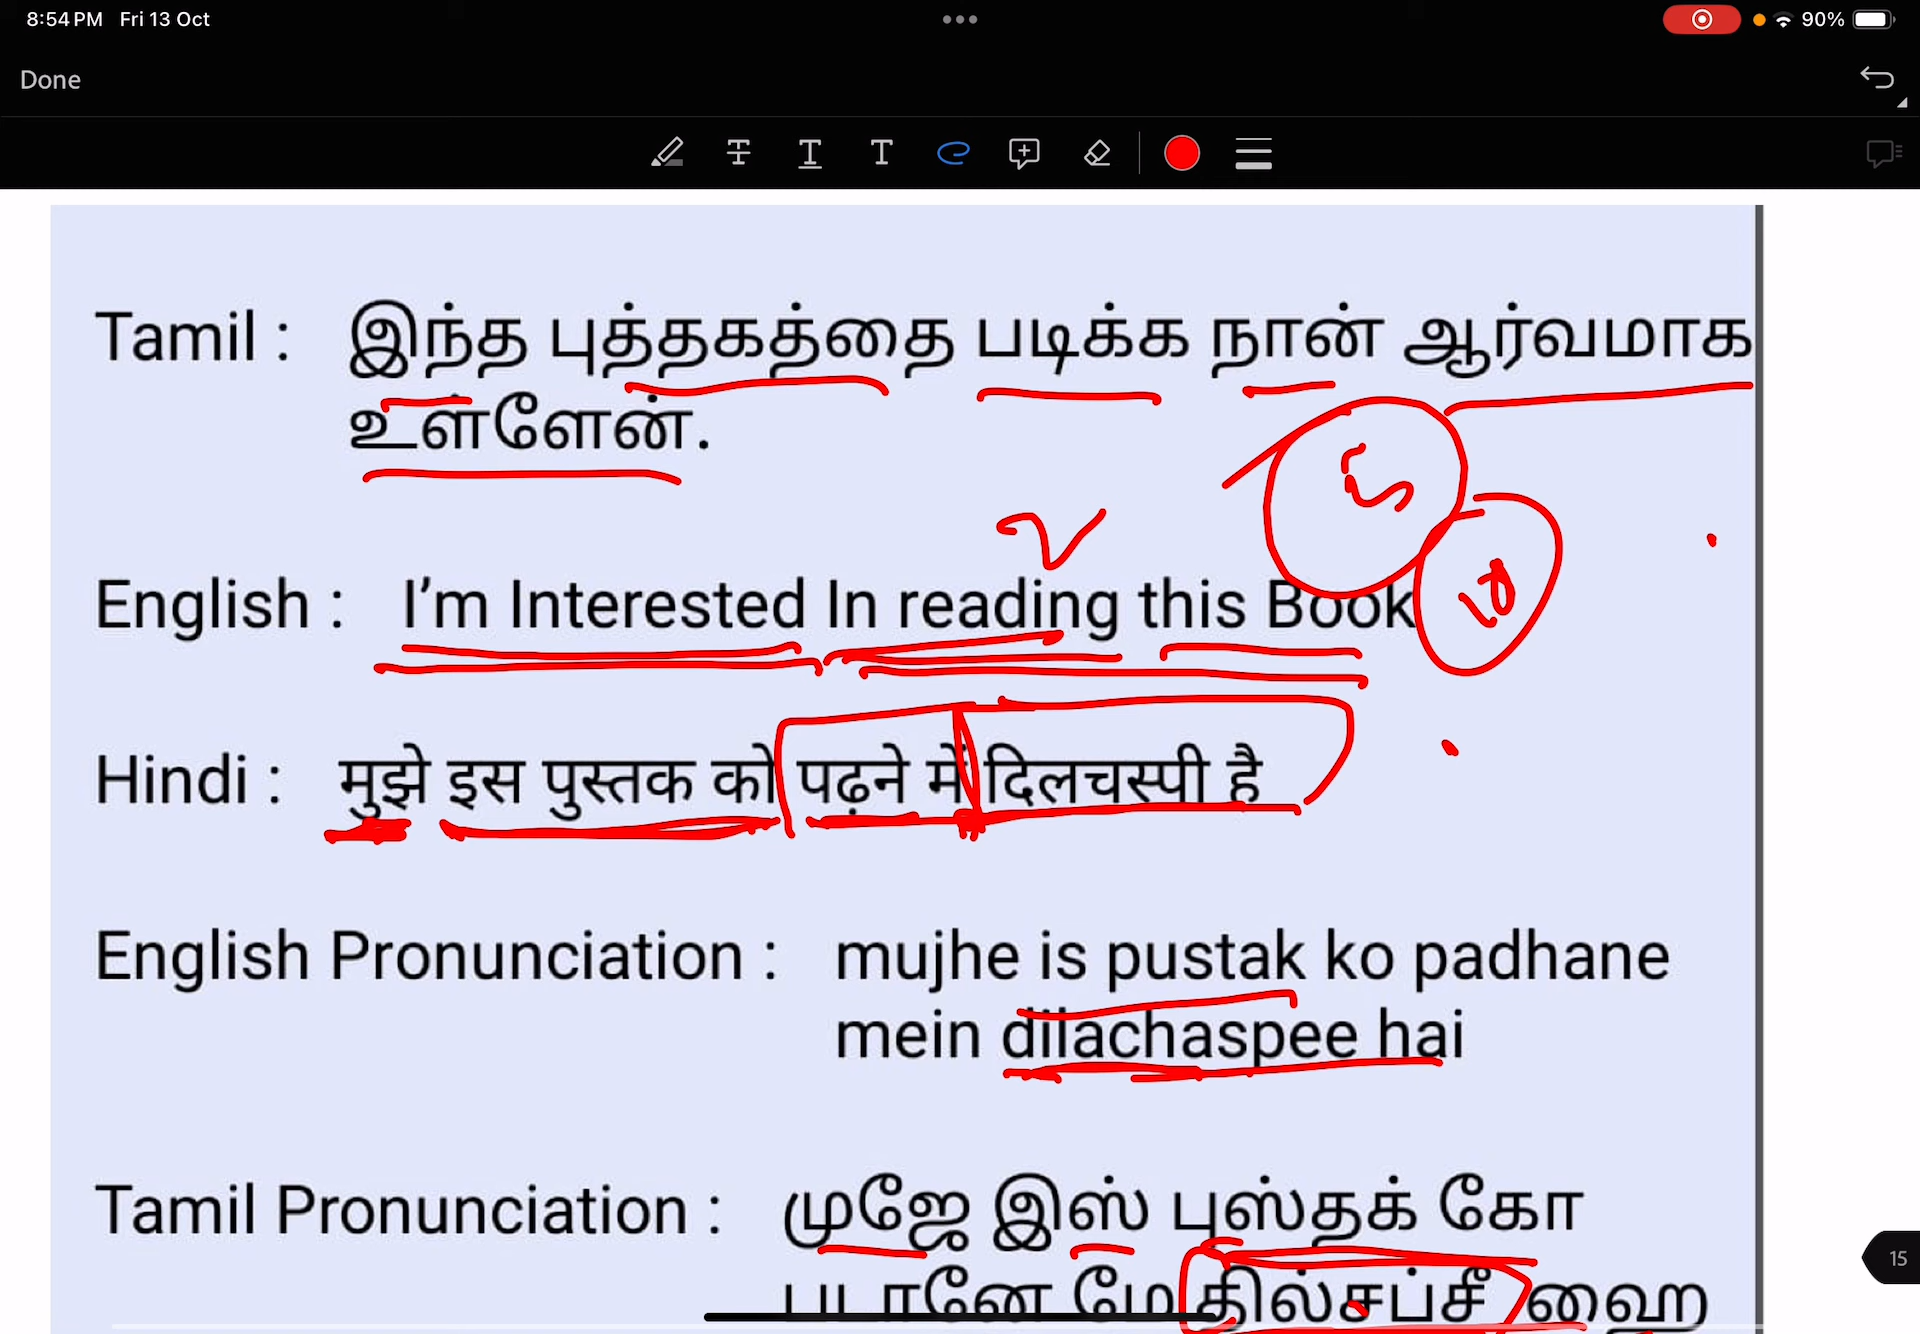 8:54 PM Fri 13 Oct
90%
Done
Tamil : இந்த புத்தகத்தை படிக்க நான் ஆர்வமாக
உள்ளேன்.
English : I'm Interested In reading this Book
Hindi : मुझे इस पुस्तक को पढ़ने में दिलचस्पी है
English Pronunciation : mujhe is pustak ko padhane
mein dilachaspee hai
Tamil Pronunciation : முஜே இஸ் புஸ்தக் கோ
மே தில்சப்சீ ஹை
15